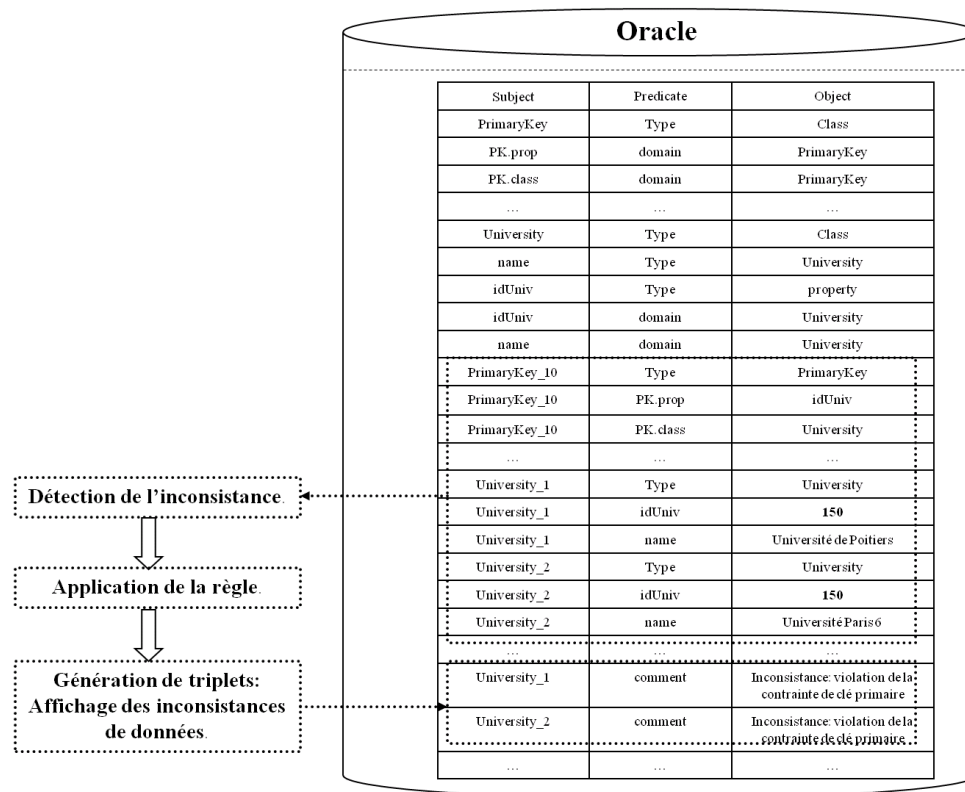 Oracle
Subject Predicate Object
PrimaryKey Type Class
PK.prop domain PrimaryKey
PK.class domain PrimaryKey
... ... ...
University Type Class
name Type University
idUniv Type property
idUniv domain University
name domain University
PrimaryKey_10 Type PrimaryKey
PrimaryKey_10 PK.prop idUniv
PrimaryKey_10 PK.class University
... ... ...
University_1 Type University
University_1 idUniv 150
University_1 name Université de Poitiers
University_2 Type University
University_2 idUniv 150
University_2 name Université Paris 6
... ... ...
University_1 comment Inconsistance: violation de la
contrainte de clé primaire
University_2 comment Inconsistance: violation de la
contrainte de clé primaire
... ... ...
Détection de l’inconsistance.
Application de la règle.
Génération de triplets:
Affichage des inconsistances
de données.